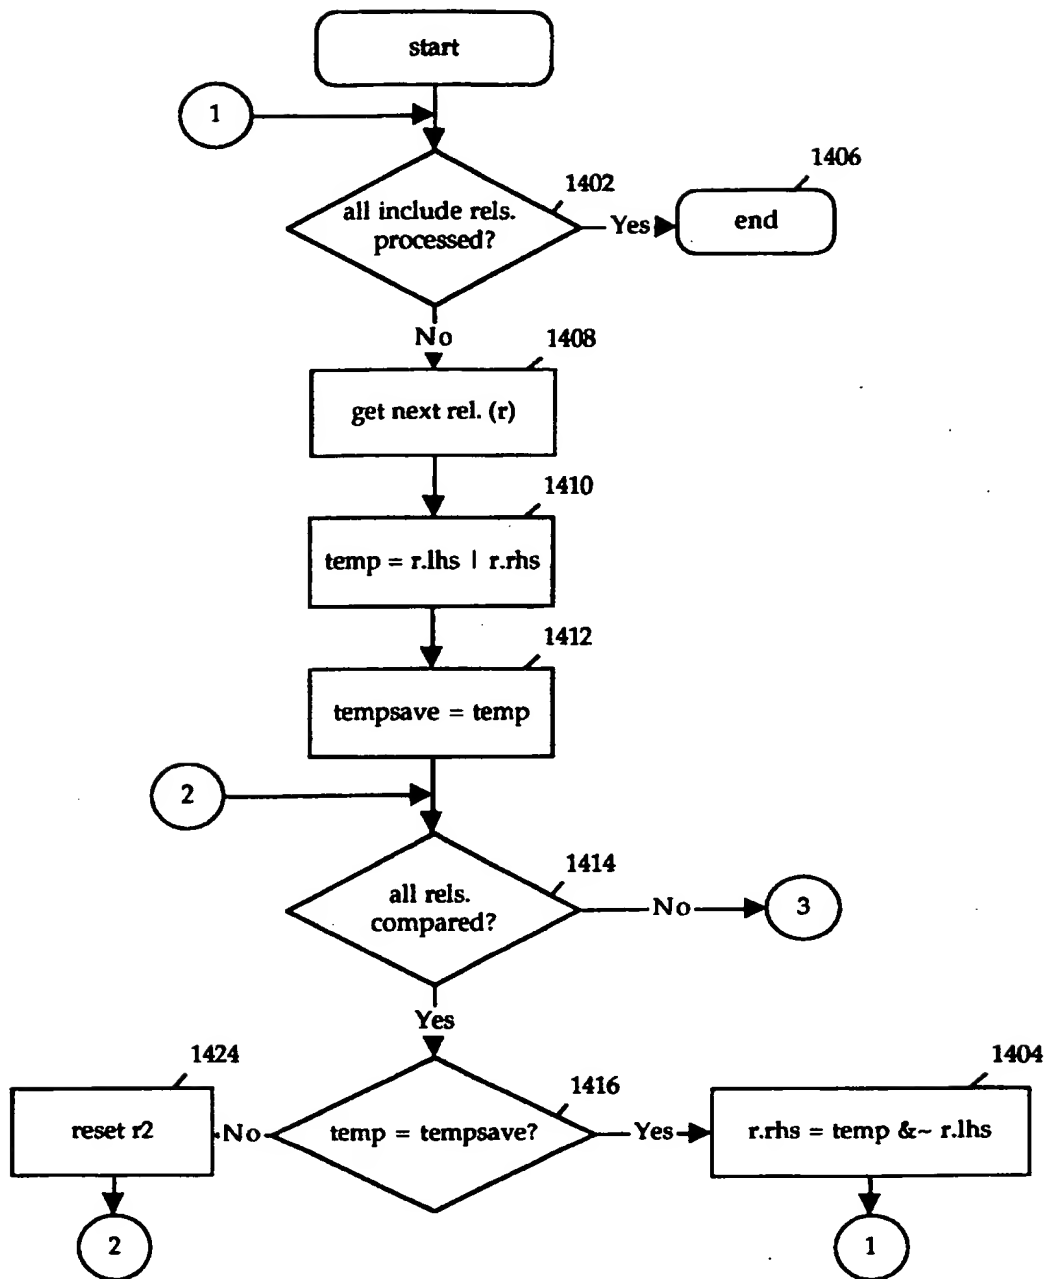 start
1
1406
1402
all include rels.
processed?
Yes
end
No
1408
get next rel. (r)
1410
temp = r.lhs | r.rhs
1412
tempsave = temp
2
1414
all rels.
compared?
No
3
Yes
1424
1404
1416
reset r2
No
temp = tempsave?
Yes
r.rhs = temp &~ r.lhs
2
1